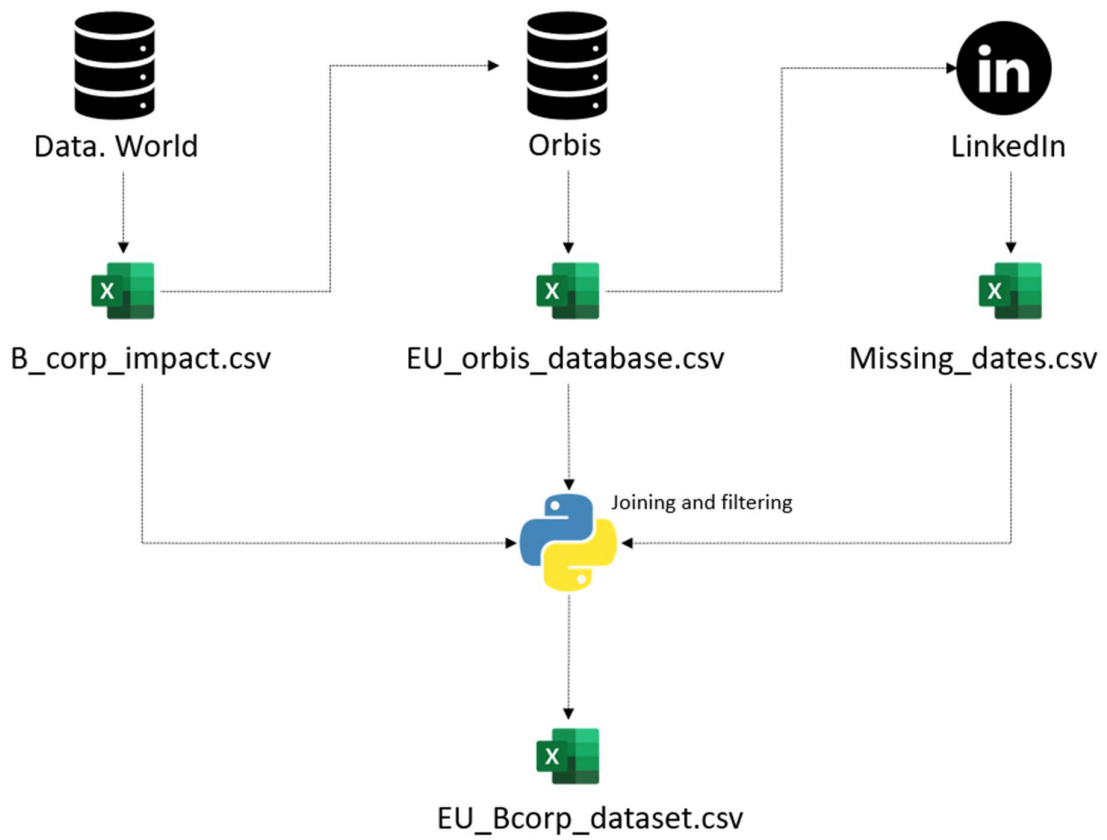 Data. World
Orbis
in
LinkedIn
X
X
X
B_corp_impact.csv
EU_orbis_database.csv
Missing_dates.csv
Joining and filtering
X
EU_Bcorp_dataset.csv